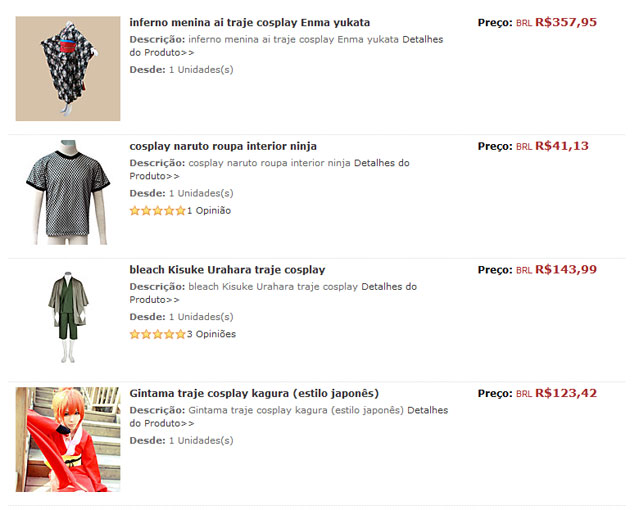 inferno menina ai traje cosplay Enma yukata
Preço: BRL R$357,95
Descrição: inferno menina ai traje cosplay Enma yukata Detalhes
do Produto>>
Desde: 1 Unidades(s)
cosplay naruto roupa interior ninja
Preço: BRL R$41,13
Descrição: cosplay naruto roupa interior ninja Detalhes do
Produto>>
Desde: 1 Unidades(s)
1 Opinião
bleach Kisuke Urahara traje cosplay
Preço: BRL R$143,99
Descrição: bleach Kisuke Urahara traje cosplay Detalhes do
Produto>>
Desde: 1 Unidades(s)
3 Opiniões
Gintama traje cosplay kagura (estilo japonês)
Preço: BRL R$123,42
Descrição: Gintama traje cosplay kagura (estilo japonês) Detalhes
do Produto>>
Desde: 1 Unidades(s)